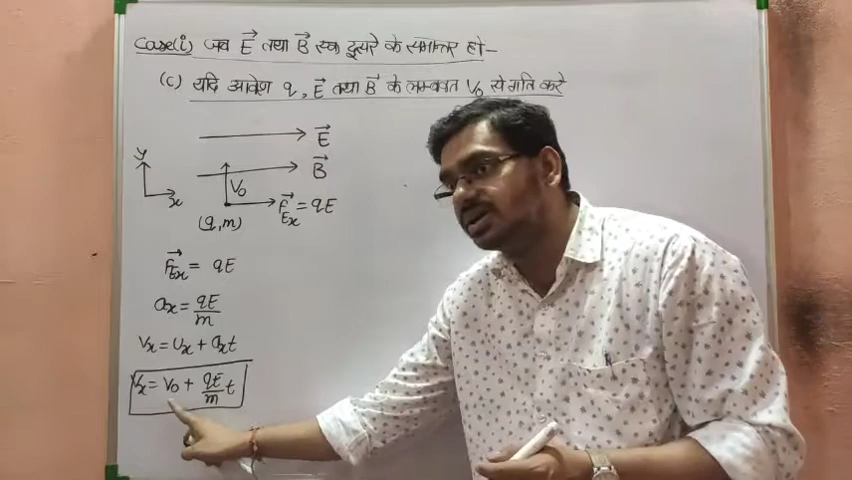 Case(i) जब E⃗ तथा B⃗ एक दूसरे के समान्तर हो-
(c) यदि आवेश q, E⃗ तथा B⃗ के लम्बवत V₀ से गति करे
E⃗
y
B⃗
V₀
x
F⃗Ex = qE
(q,m)
F⃗Ex = qE
ax = qE/m
Vx = Ux + axt
Vx = V₀ + qE/m t